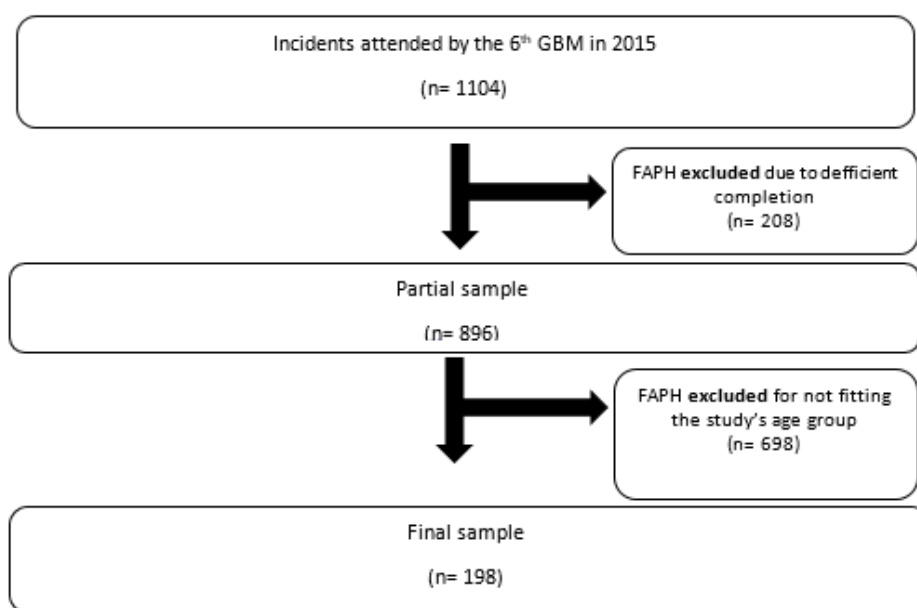 Incidents attended by the 6th GBM in 2015
(n= 1104)
FAPH excluded due to defficient
completion
(n= 208)
Partial sample
(n= 896)
FAPH excluded for not fitting
the study's age group
(n= 698)
Final sample
(n= 198)